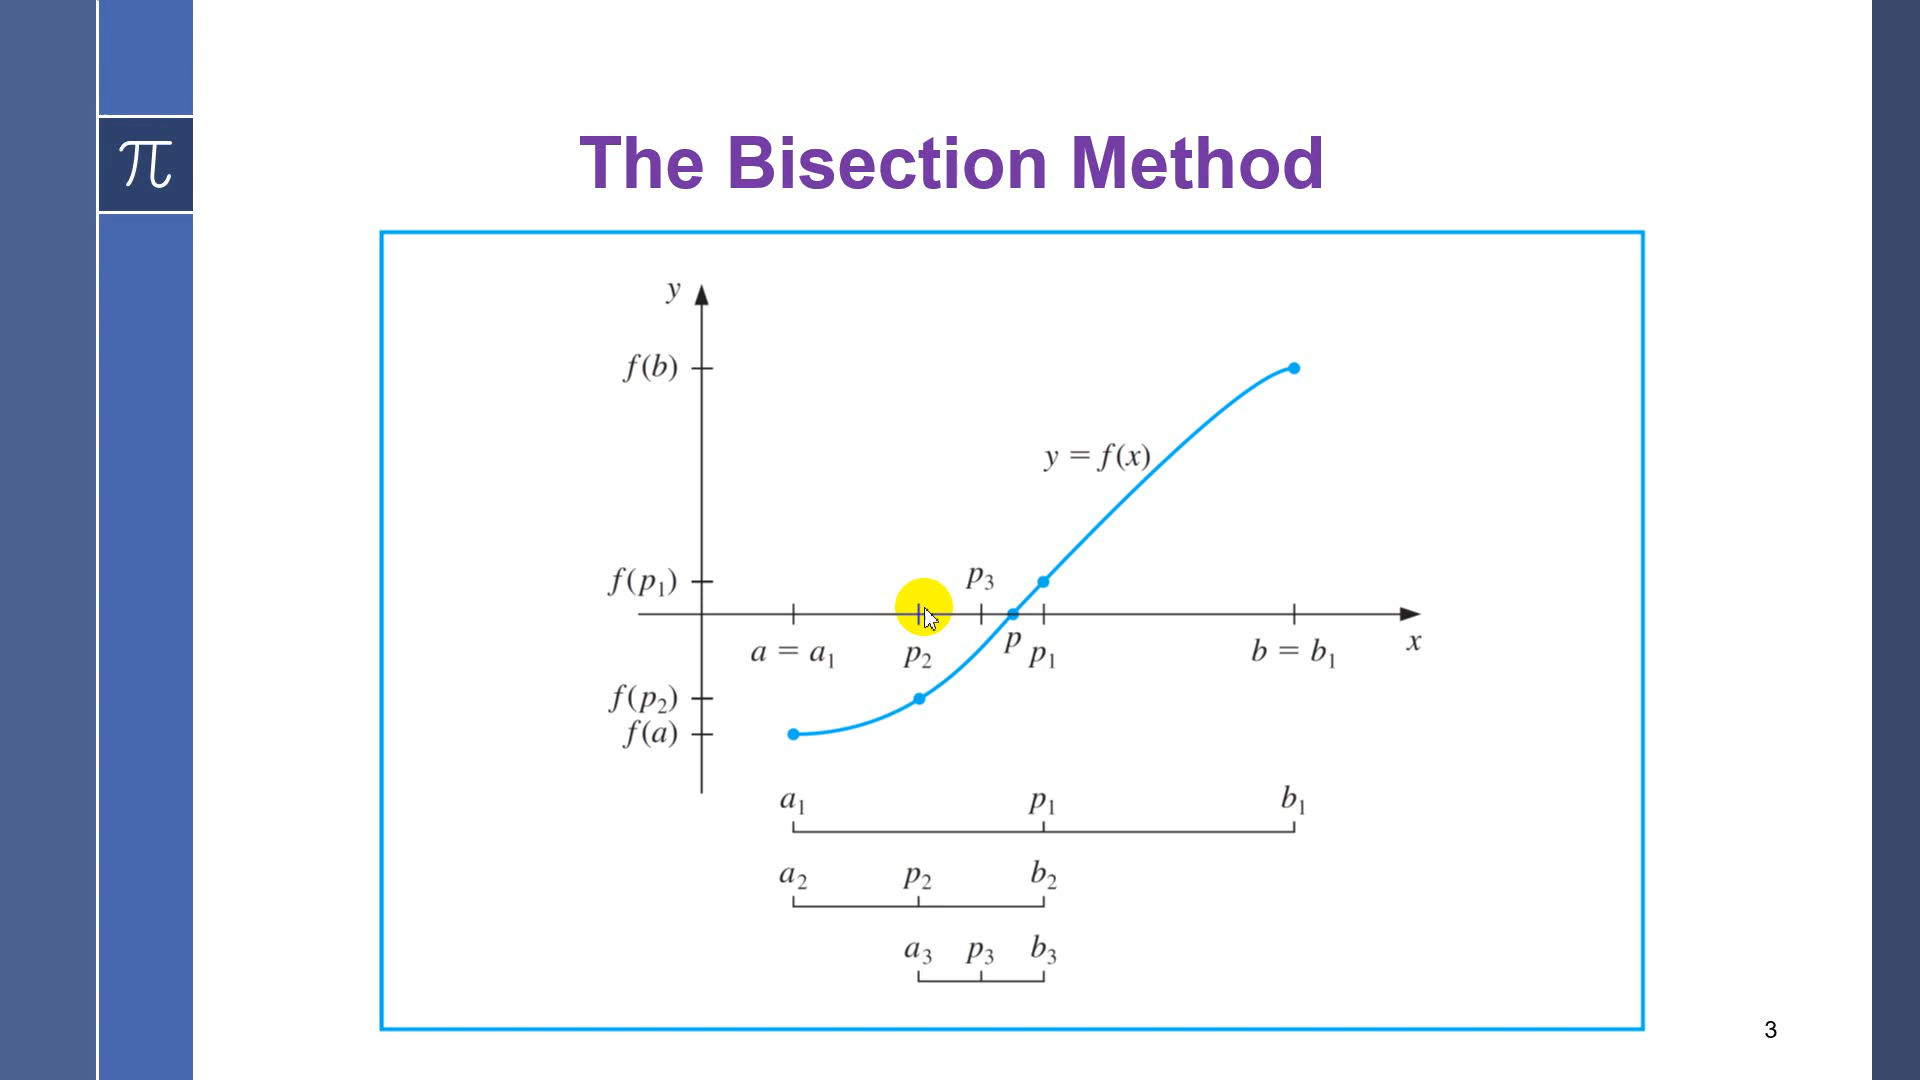 π
The Bisection Method
y
f(b)
y = f(x)
f(p₁)
p₃
a = a₁
p₂
p
p₁
b = b₁
x
f(p₂)
f(a)
a₁ p₁ b₁
a₂ p₂ b₂
a₃ p₃ b₃
3